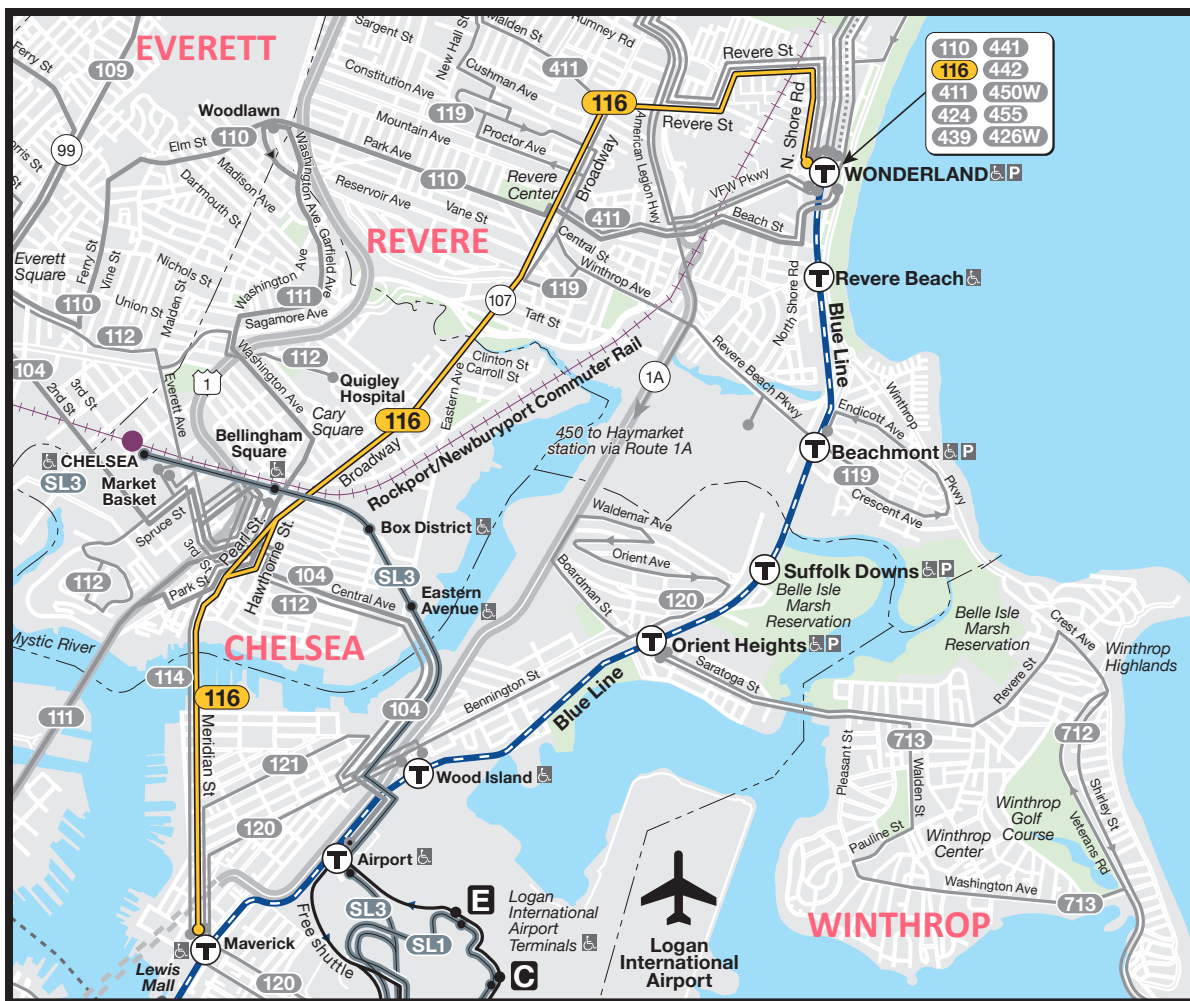 EVERETT
Ferry St
109
Sargent St
New Hall St
Malden St
Rumney Rd
Revere St
110 441
116 442
411 450W
424 455
439 426W
Constitution Ave
Cushman Ave
411
116
Woodlawn
119
Mountain Ave
Proctor Ave
Park Ave
Revere St
American Legion Hwy
N. Shore Rd
99
Elm St
110
Washington Ave.
Madison Ave
Dartmouth St
Reservoir Ave
110
Revere
Center
Broadway
VFW Pkwy
T WONDERLAND P
Beach St
Vane St
411
REVERE
Everett
Square
Ferry St
Vine St
Nichols St
Malden St
Garfield Ave
Central St
Winthrop Ave
119
T Revere Beach
North Shore Rd
Blue Line
110
Union St
Washington Ave
111
Sagamore Ave
107
Taft St
112
104
2nd St
3rd St
Everett Ave
1
Washington Ave
112
Quigley
Hospital
Clinton St
Carroll St
Eastern Ave
Rockport/Newburyport Commuter Rail
1A
Revere Beach Pkwy
Winthrop
Pkwy
Endicott Ave
Cary
Square
116
Broadway
450 to Haymarket
station via Route 1A
CHELSEA
SL3
Market
Basket
Bellingham
Square
T Beachmont P
119
Crescent Ave
Spruce St
3rd St
Pearl St.
Hawthorne St.
Park St
Box District
Waldemar Ave
Orient Ave
Boardman St
112
104
112
Central Ave
SL3
Eastern
Avenue
120
T Suffolk Downs P
Belle Isle
Marsh
Reservation
Belle Isle
Marsh
Reservation
Mystic River
CHELSEA
T Orient Heights P
Crest Ave
Winthrop
Highlands
Revere St
114
116
111
104
Bennington St
Blue Line
Saratoga St
Meridian St
121
T Wood Island
Pleasant St
713
Walden St
712
Shirley St
120
Pauline St
Winthrop
Center
Winthrop
Golf
Course
Veterans Rd
T Airport
Free shuttle
SL3
SL1
E
C
Logan
International
Airport
Terminals
Washington Ave
713
WINTHROP
T Maverick
Lewis
Mall
120
Logan
International
Airport